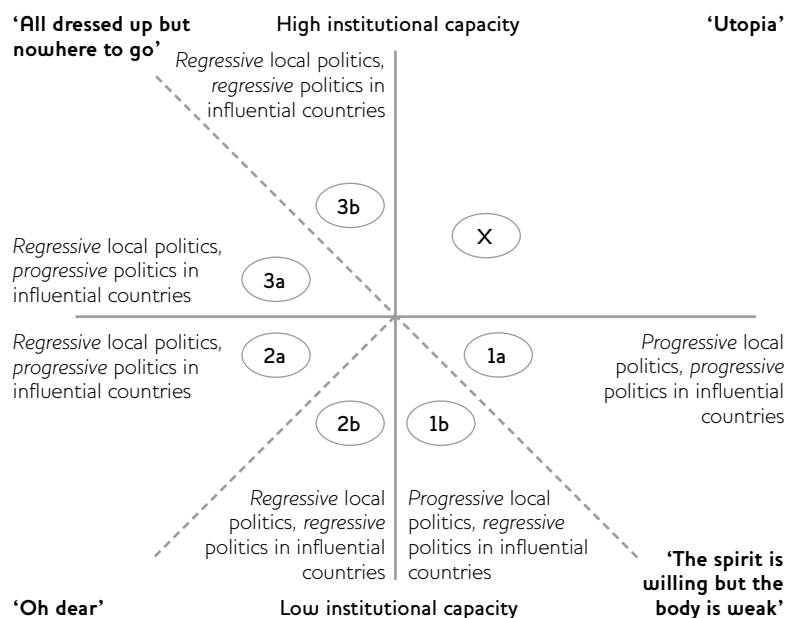 ‘All dressed up but
nowhere to go’
High institutional capacity
‘Utopia’
Regressive local politics,
regressive politics in
influential countries
3b
X
Regressive local politics,
progressive politics in
influential countries
3a
Regressive local politics,
progressive politics in
influential countries
2a
1a
Progressive local
politics, progressive
politics in influential
countries
2b
1b
Regressive local
politics, regressive
politics in influential
countries
Progressive local
politics, regressive
politics in influential
countries
‘Oh dear’
Low institutional capacity
‘The spirit is
willing but the
body is weak’